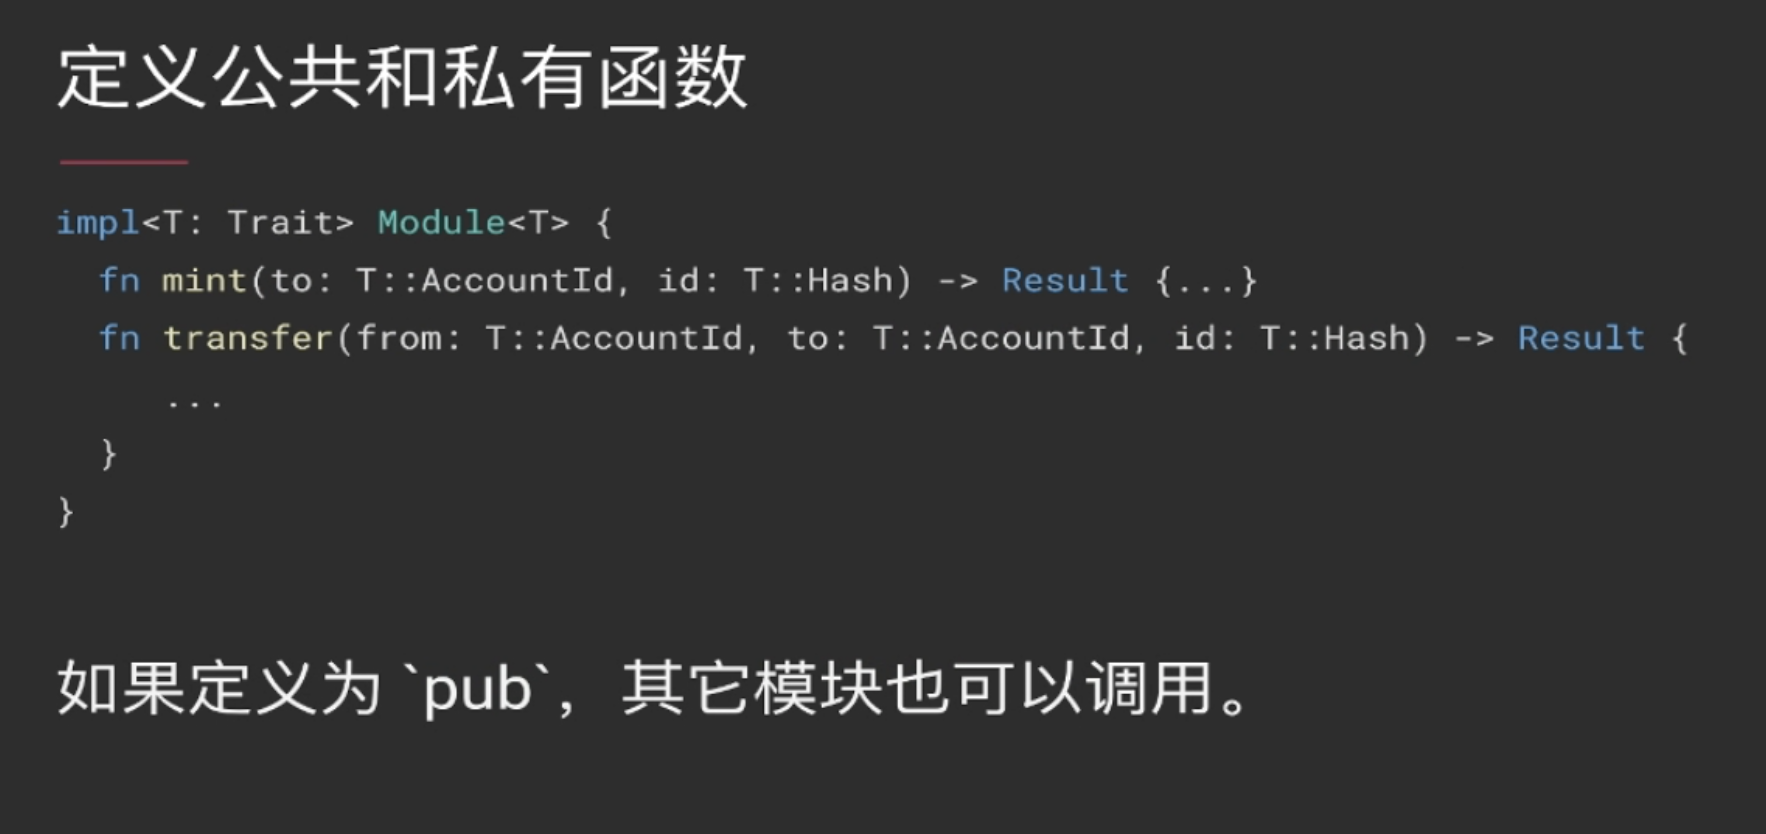 定义公共和私有函数
impl<T: Trait> Module<T> {
fn mint(to: T::AccountId, id: T::Hash) -> Result {...}
fn transfer(from: T::AccountId, to: T::AccountId, id: T::Hash) -> Result {
...
}
}
如果定义为 `pub`，其它模块也可以调用。